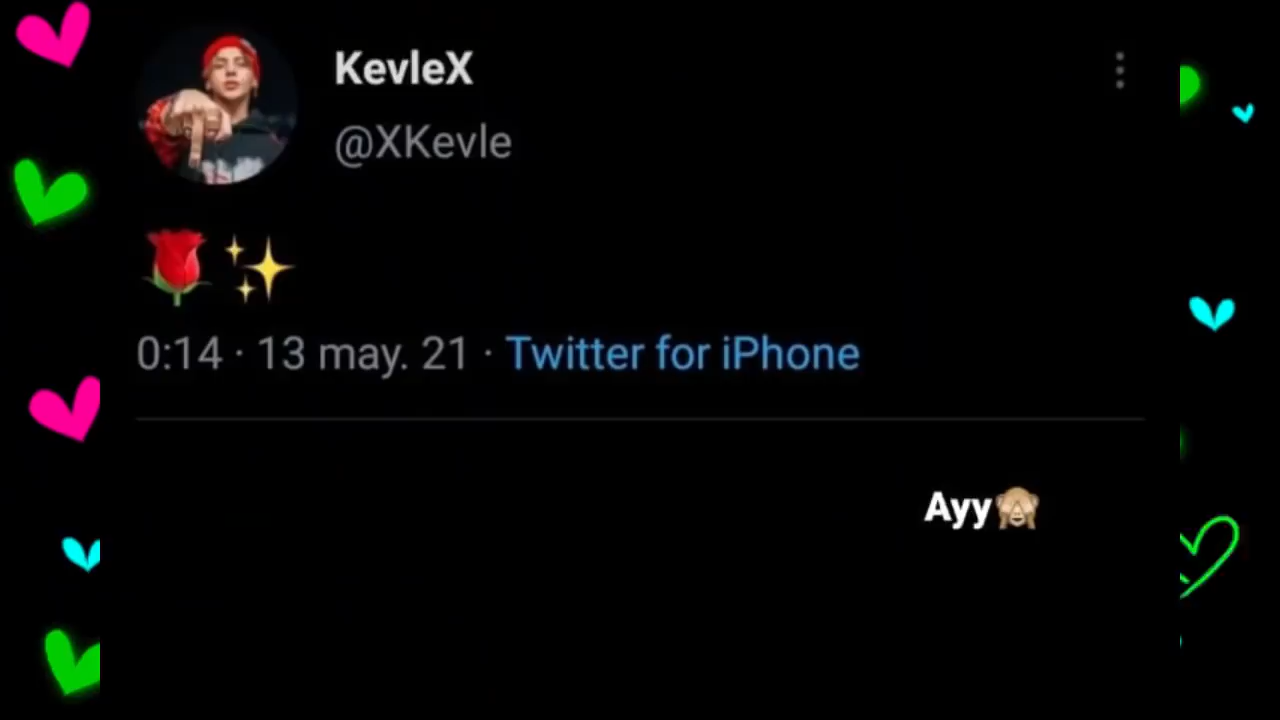 KevleX
@XKevle
🌹✨
0:14 · 13 may. 21 · Twitter for iPhone
Ayy🙈